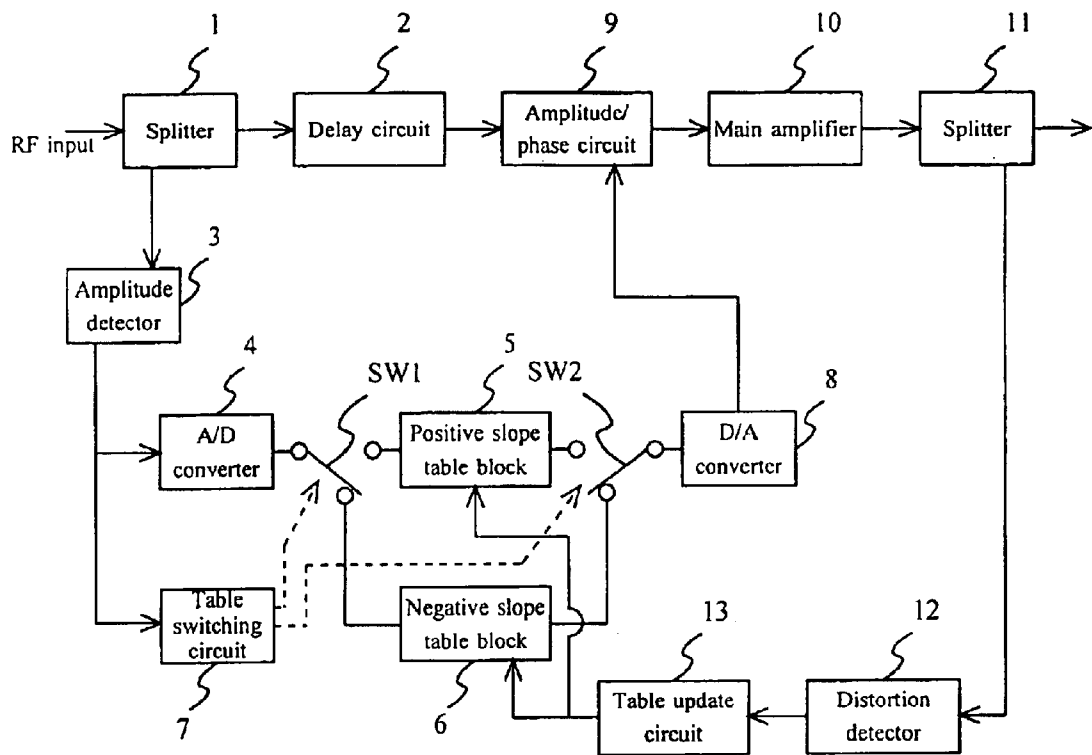 1
2
9
10
11
RF input
Splitter
Delay circuit
Amplitude/
phase circuit
Main amplifier
Splitter
3
Amplitude
detector
4
SW1
5
SW2
8
A/D
converter
Positive slope
table block
D/A
converter
Table
switching
circuit
7
Negative slope
table block
6
13
Table update
circuit
12
Distortion
detector